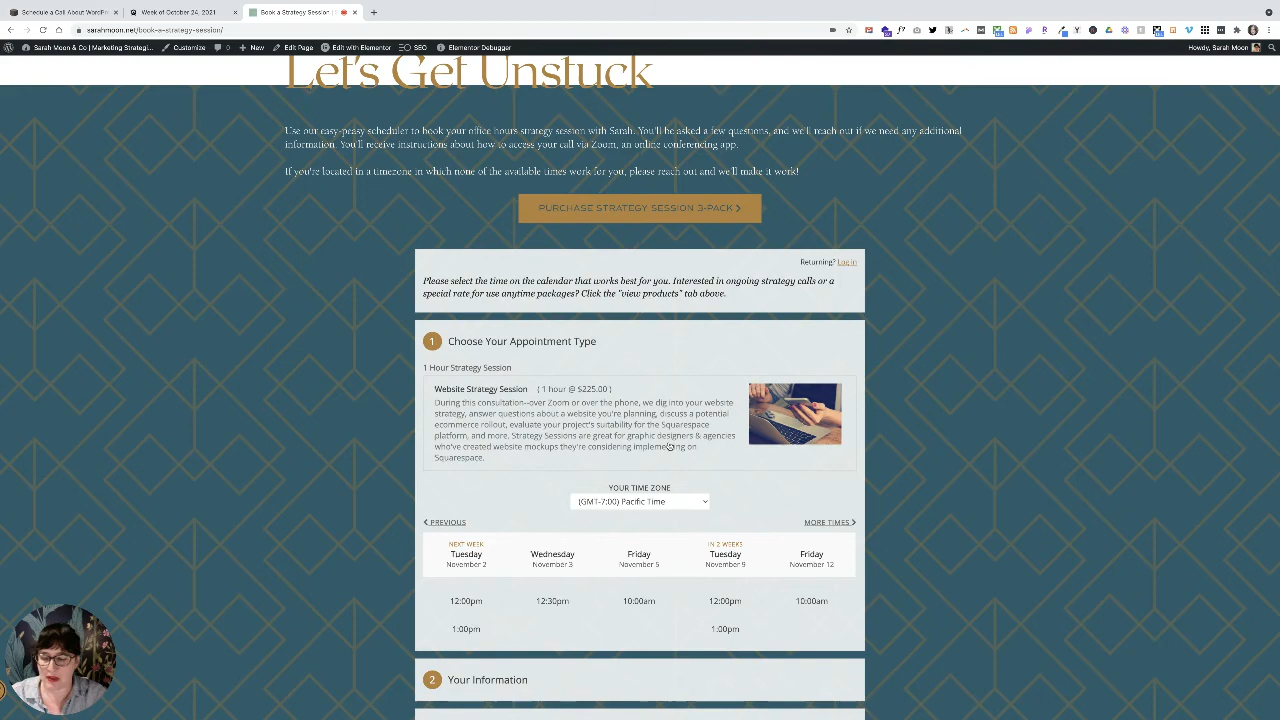 Schedule a Call About WordPr
Week of October 24, 2021
Book a Strategy Session |
sarahmoon.net/book-a-strategy-session/
Sarah Moon & Co | Marketing Strategi...
Customize
0
New
Edit Page
Edit with Elementor
SEO
Elementor Debugger
Howdy, Sarah Moon
Let's Get Unstuck
Use our easy-peasy scheduler to book your office hours strategy session with Sarah. You'll be asked a few questions, and we'll reach out if we need any additional
information. You'll receive instructions about how to access your call via Zoom, an online conferencing app.
If you're located in a timezone in which none of the available times work for you, please reach out and we'll make it work!
PURCHASE STRATEGY SESSION 3-PACK
Returning? Log in
Please select the time on the calendar that works best for you. Interested in ongoing strategy calls or a
special rate for use anytime packages? Click the "view products" tab above.
1 Choose Your Appointment Type
1 Hour Strategy Session
Website Strategy Session ( 1 hour @ $225.00 )
During this consultation--over Zoom or over the phone, we dig into your website
strategy, answer questions about a website you're planning, discuss a potential
ecommerce rollout, evaluate your project's suitability for the Squarespace
platform, and more. Strategy Sessions are great for graphic designers & agencies
who've created website mockups they're considering implementing on
Squarespace.
YOUR TIME ZONE
(GMT-7:00) Pacific Time
PREVIOUS
MORE TIMES
NEXT WEEK
IN 2 WEEKS
Tuesday Wednesday Friday Tuesday Friday
November 2 November 3 November 5 November 9 November 12
12:00pm 12:30pm 10:00am 12:00pm 10:00am
1:00pm 1:00pm
2 Your Information